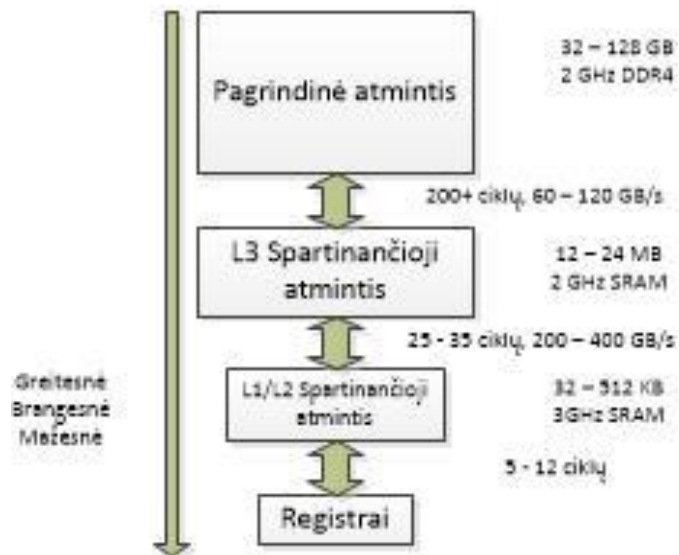 Pagrindinė atmintis
32 – 128 GB
2 GHz DDR4
200+ ciklų, 60 – 120 GB/s
L3 Spartinančioji
atmintis
12 – 24 MB
2 GHz SRAM
25 - 35 ciklų, 200 – 400 GB/s
Greitesnė
Brangesnė
Mažesnė
L1/L2 Spartinančioji
atmintis
32 – 512 KB
3GHz SRAM
5 - 12 ciklų
Registrai